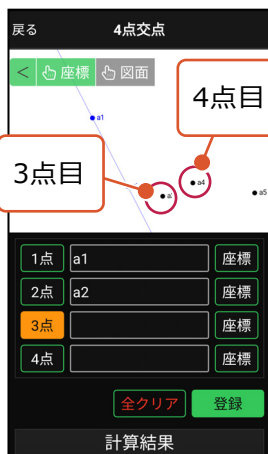 戻る 4点交点
< 座標 図面
4点目
a1
3点目
a4
a5
1点 a1 座標
2点 a2 座標
3点 座標
4点 座標
全クリア 登録
計算結果